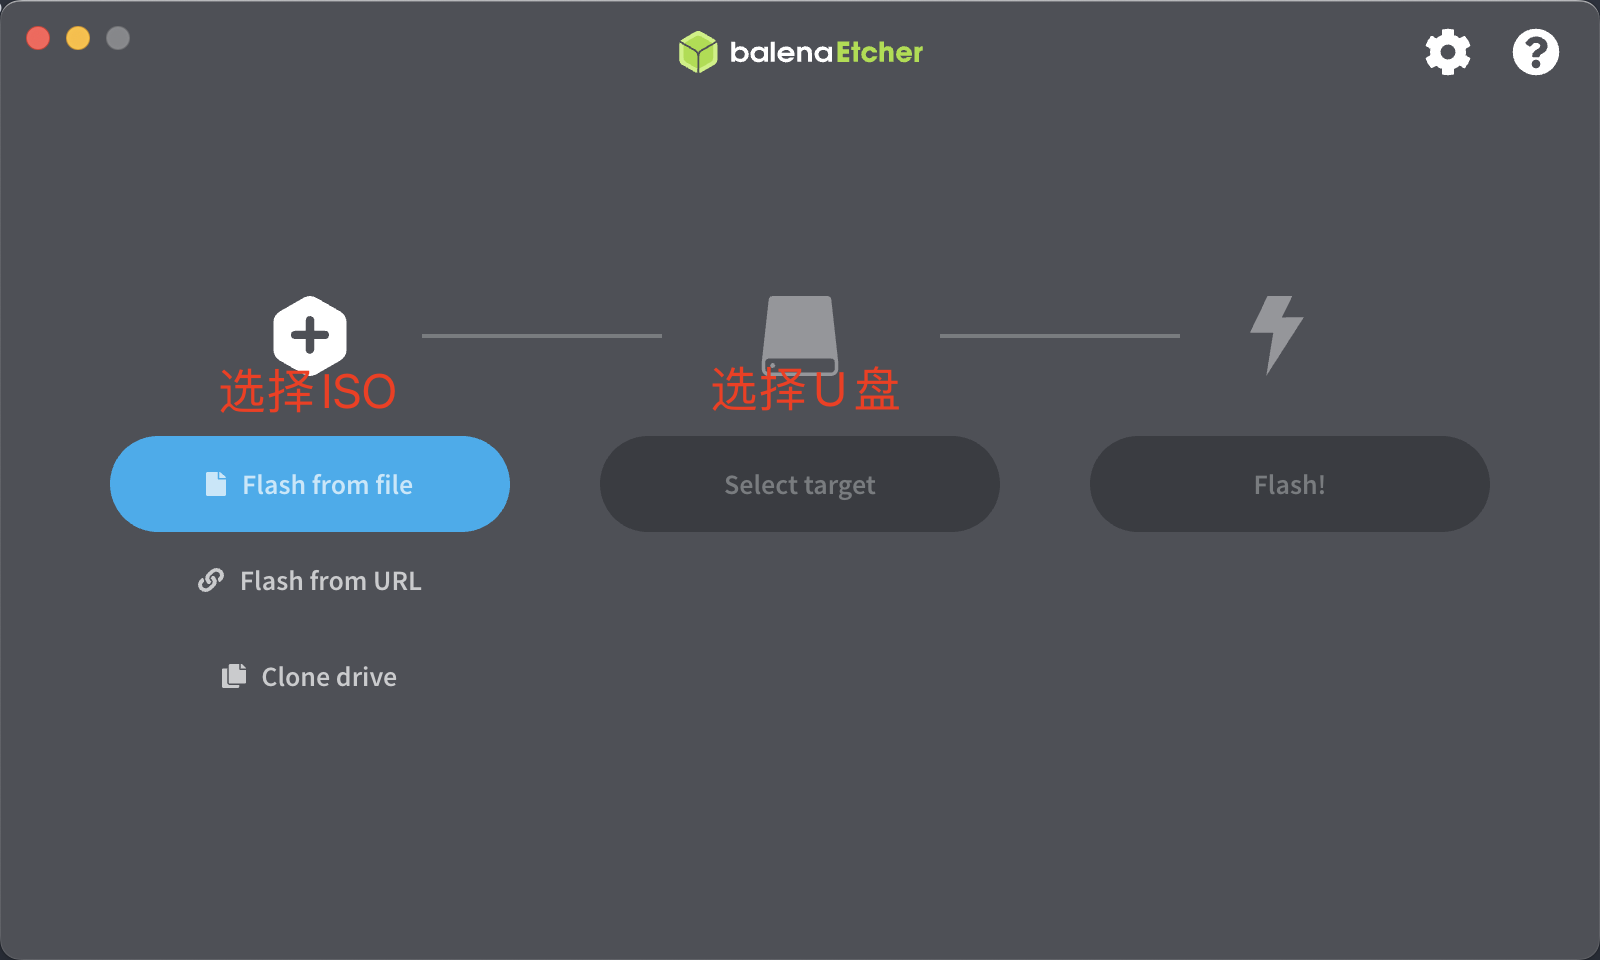 balenaEtcher
选择ISO
选择U 盘
Flash from file
Select target
Flash!
Flash from URL
Clone drive